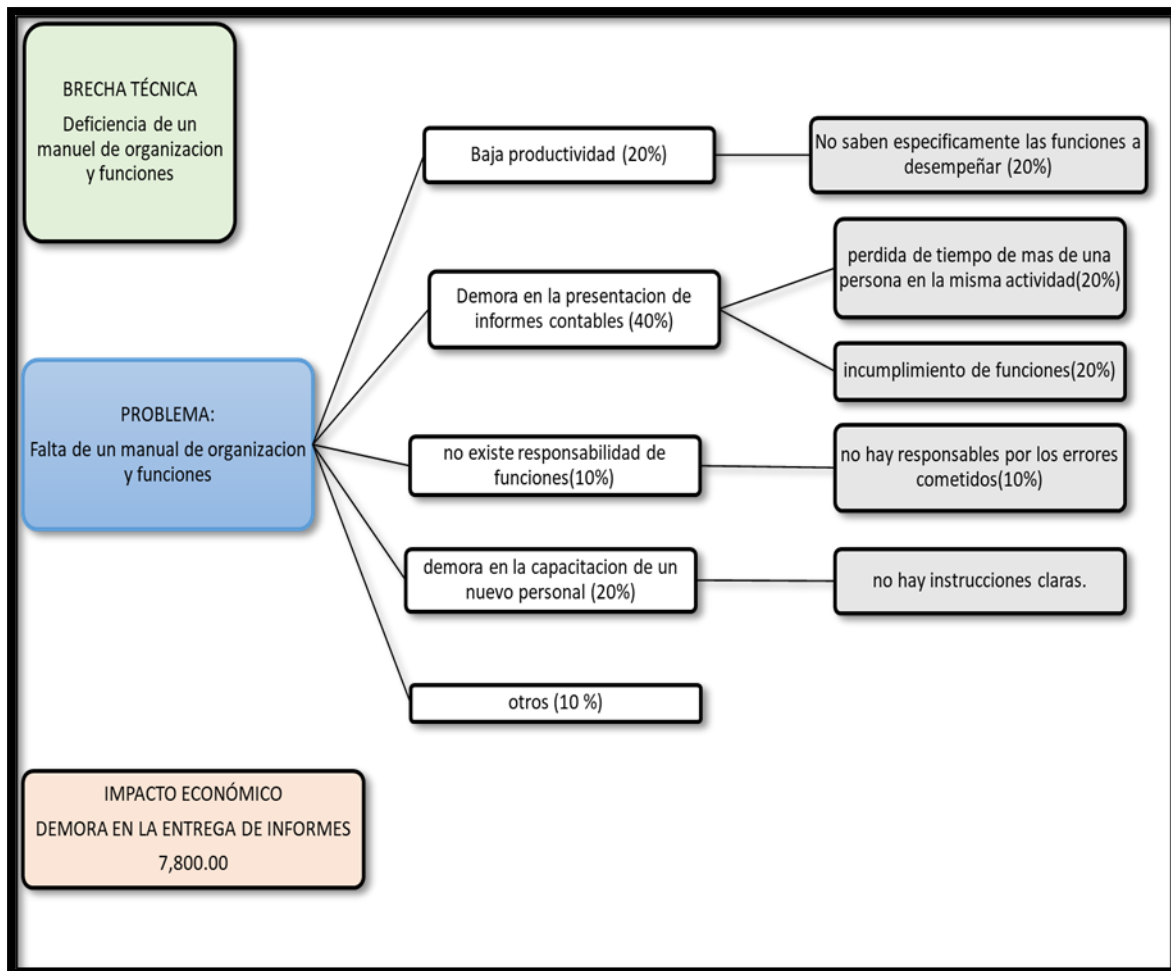 BRECHA TÉCNICA
Deficiencia de un
manuel de organizacion
y funciones
Baja productividad (20%)
No saben especificamente las funciones a
desempeñar (20%)
Demora en la presentacion de
informes contables (40%)
perdida de tiempo de mas de una
persona en la misma actividad(20%)
incumplimiento de funciones(20%)
PROBLEMA:
Falta de un manual de organizacion
y funciones
no existe responsabilidad de
funciones(10%)
no hay responsables por los errores
cometidos(10%)
demora en la capacitacion de un
nuevo personal (20%)
no hay instrucciones claras.
otros (10 %)
IMPACTO ECONÓMICO
DEMORA EN LA ENTREGA DE INFORMES
7,800.00